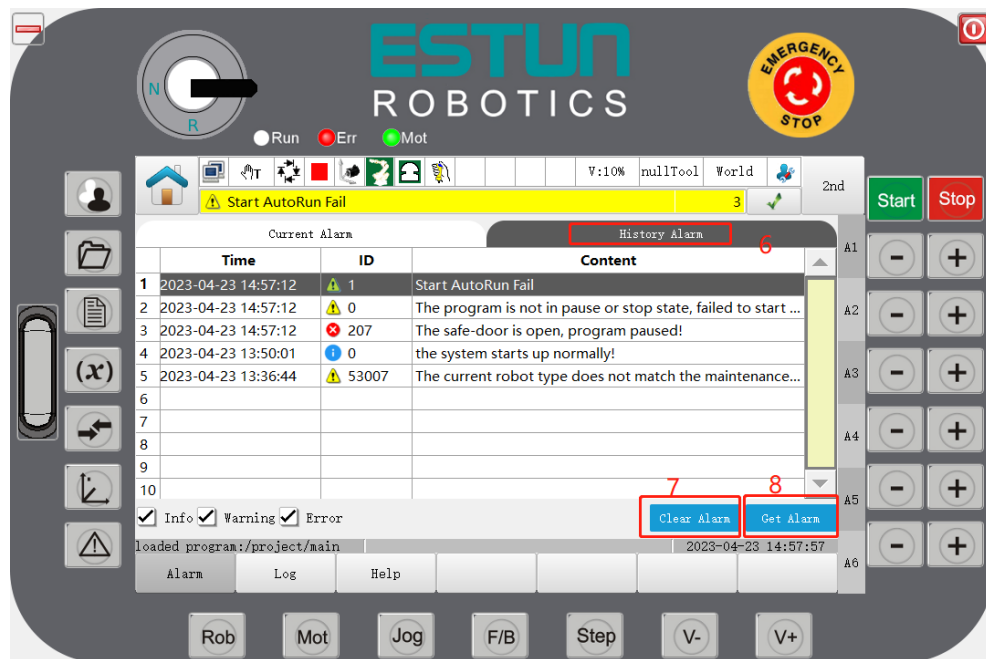 ESTUN
ROBOTICS
EMERGENCY
STOP
N
R
Run Err Mot
T V:10% nullTool World
2nd
Start AutoRun Fail 3
Start Stop
Current Alarm History Alarm 6
Time ID Content
1 2023-04-23 14:57:12 1 Start AutoRun Fail
2 2023-04-23 14:57:12 0 The program is not in pause or stop state, failed to start ...
3 2023-04-23 14:57:12 207 The safe-door is open, program paused!
4 2023-04-23 13:50:01 0 the system starts up normally!
5 2023-04-23 13:36:44 53007 The current robot type does not match the maintenance...
6
7
8
9
10
A1
- +
A2
- +
A3
- +
A4
- +
A5
- +
A6
- +
(x)
7 8
Info Warning Error Clear Alarm Get Alarm
loaded program:/project/main 2023-04-23 14:57:57
Alarm Log Help
Rob Mot Jog F/B Step V- V+